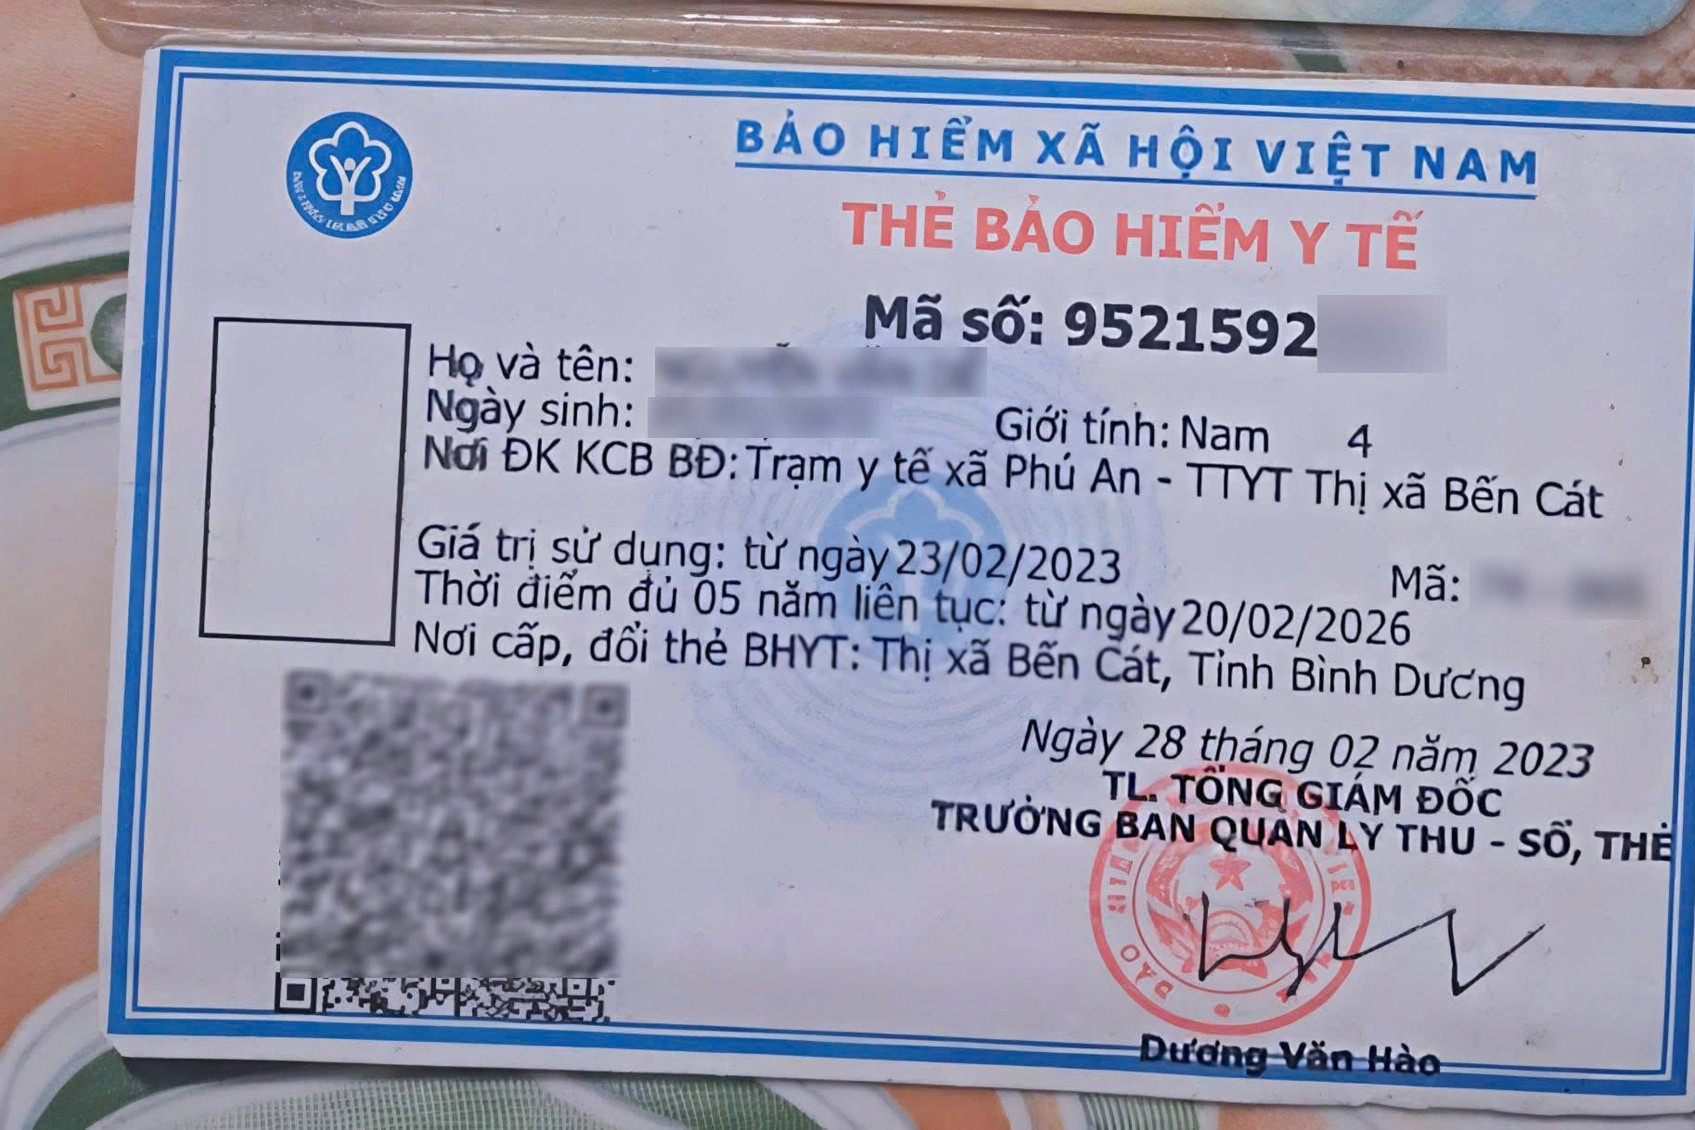 BẢO HIỂM XÃ HỘI VIỆT NAM
THẺ BẢO HIỂM Y TẾ
Mã số: 9521592
Họ và tên:
Ngày sinh: Giới tính: Nam 4
Nơi ĐK KCB BĐ: Trạm y tế xã Phú An - TTYT Thị xã Bến Cát
Giá trị sử dụng: từ ngày 23/02/2023 Mã:
Thời điểm đủ 05 năm liên tục: từ ngày 20/02/2026
Nơi cấp, đổi thẻ BHYT: Thị xã Bến Cát, Tỉnh Bình Dương
Ngày 28 tháng 02 năm 2023
TL. TỔNG GIÁM ĐỐC
TRƯỞNG BAN QUẢN LÝ THU - SỔ, THẺ
Dương Văn Hào